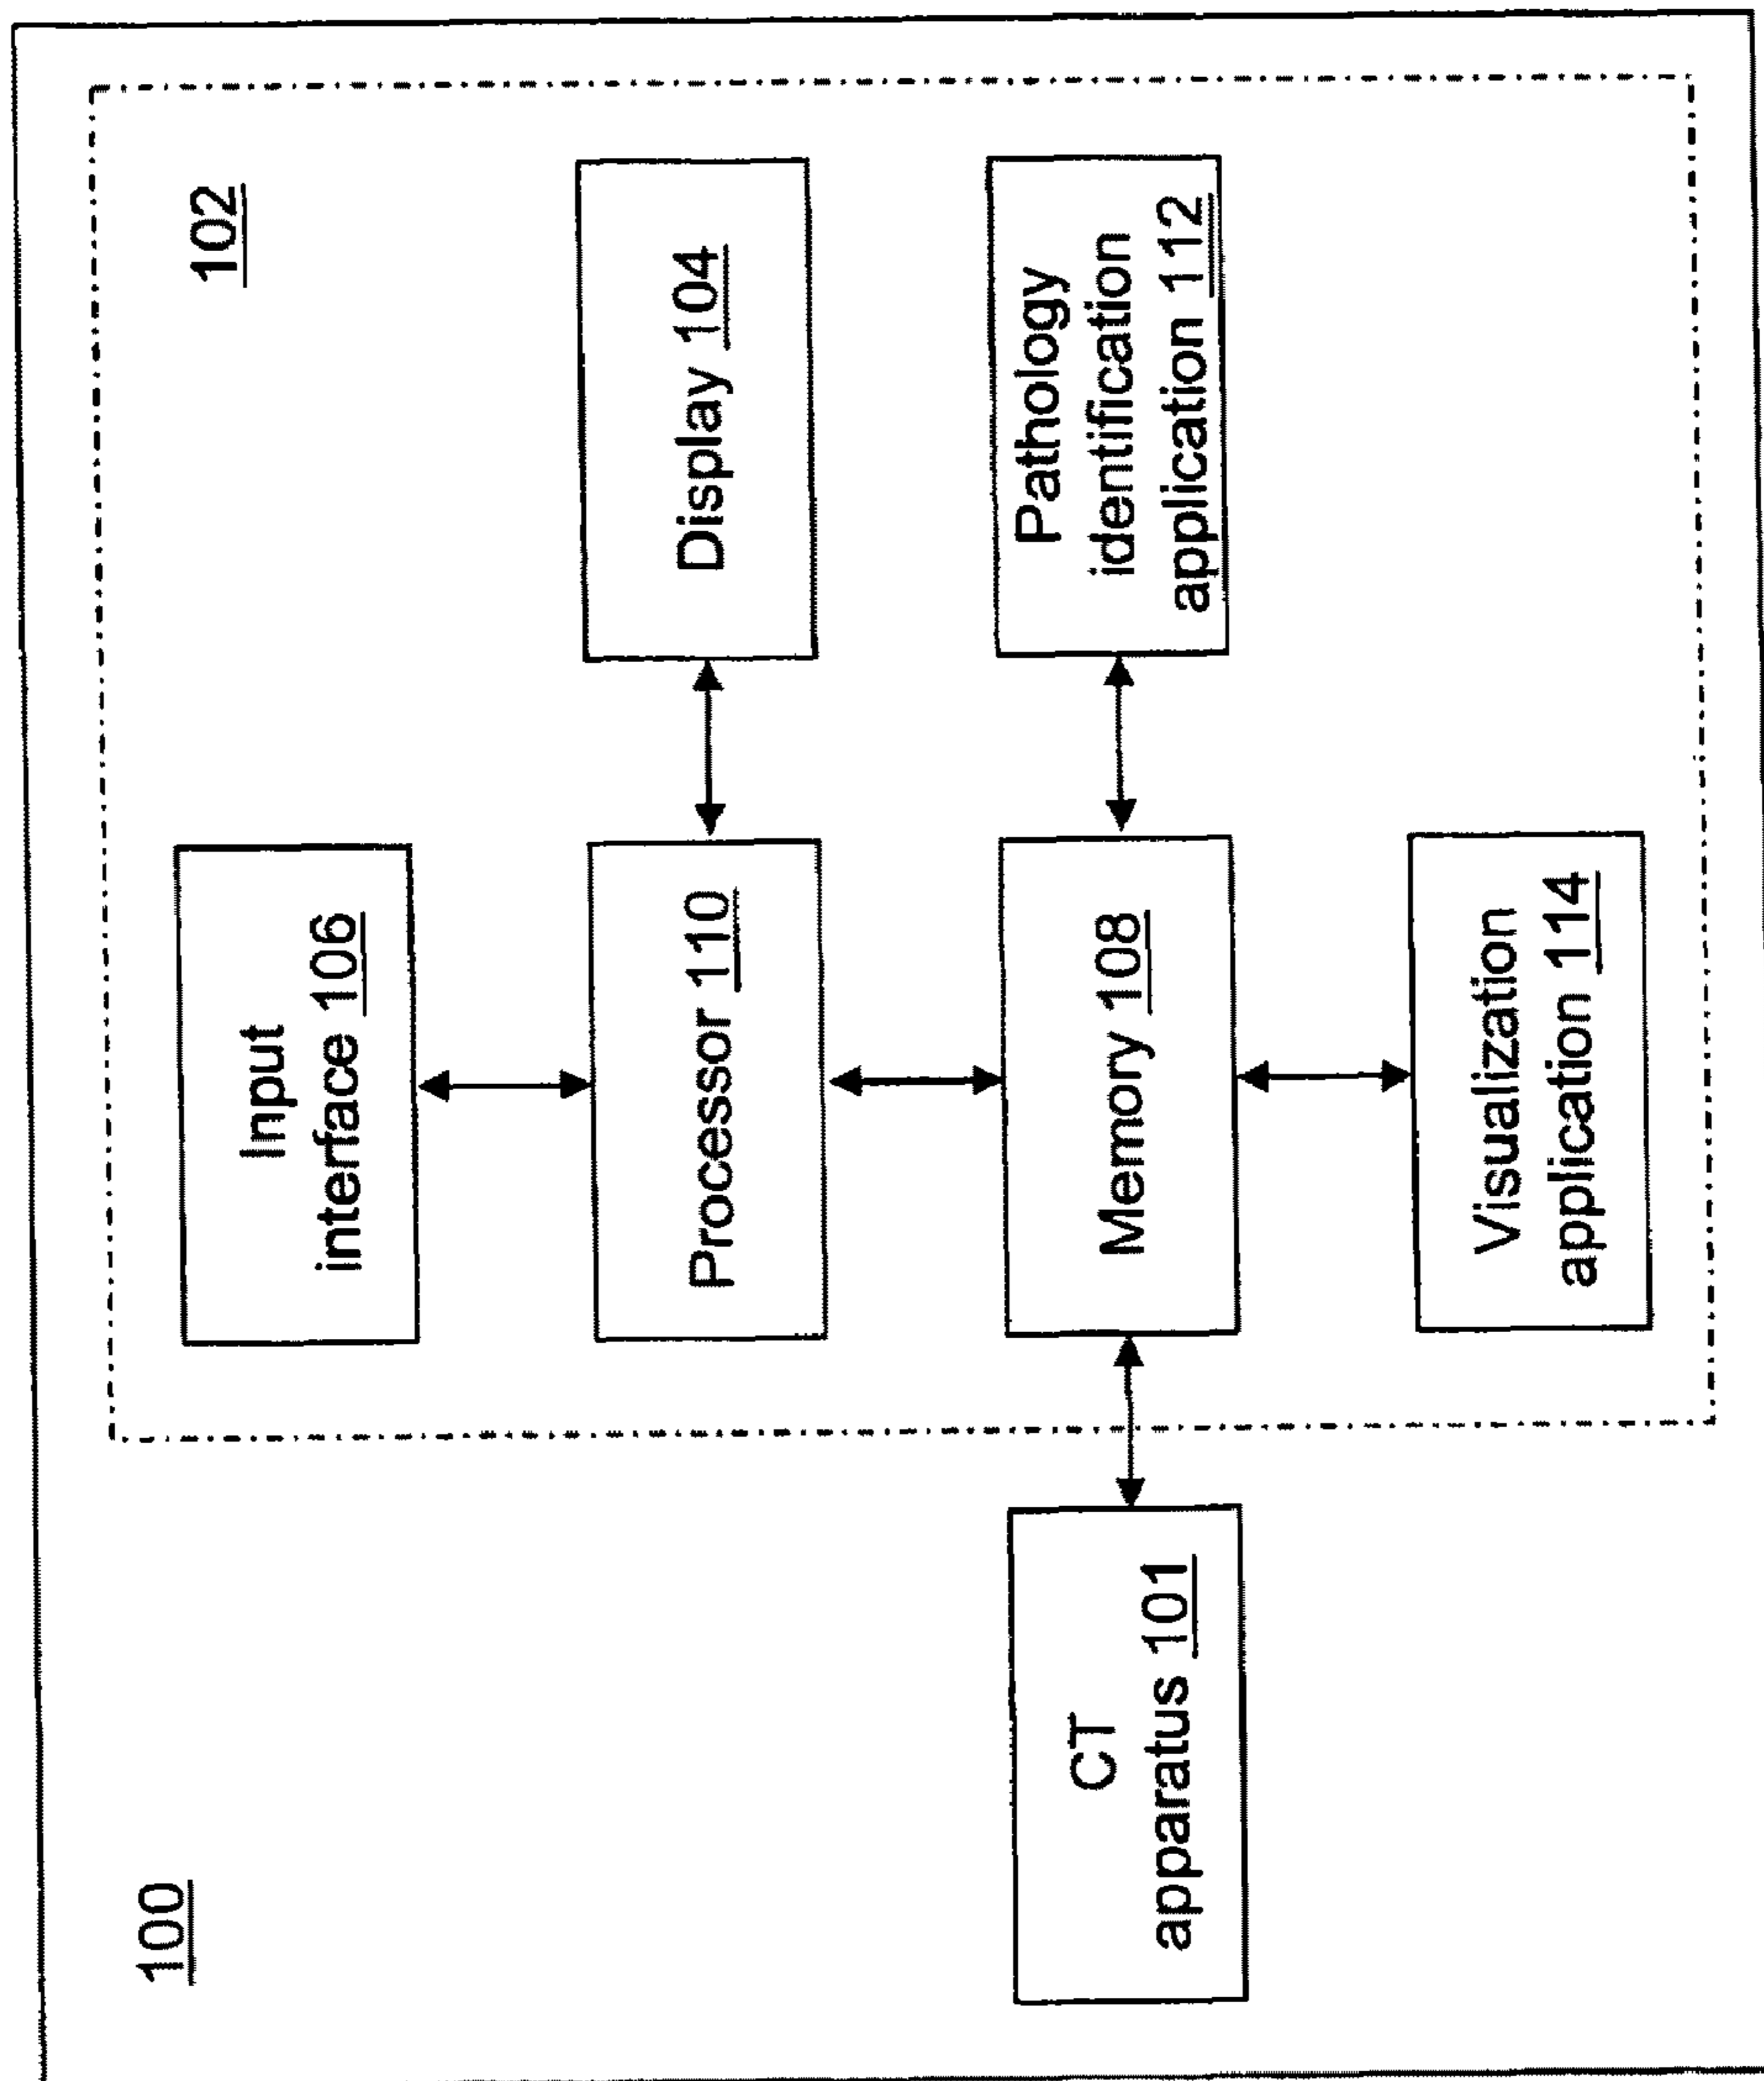 100
102
Input
interface 106
Processor 110
Display 104
CT
apparatus 101
Memory 108
Pathology
identification
application 112
Visualization
application 114